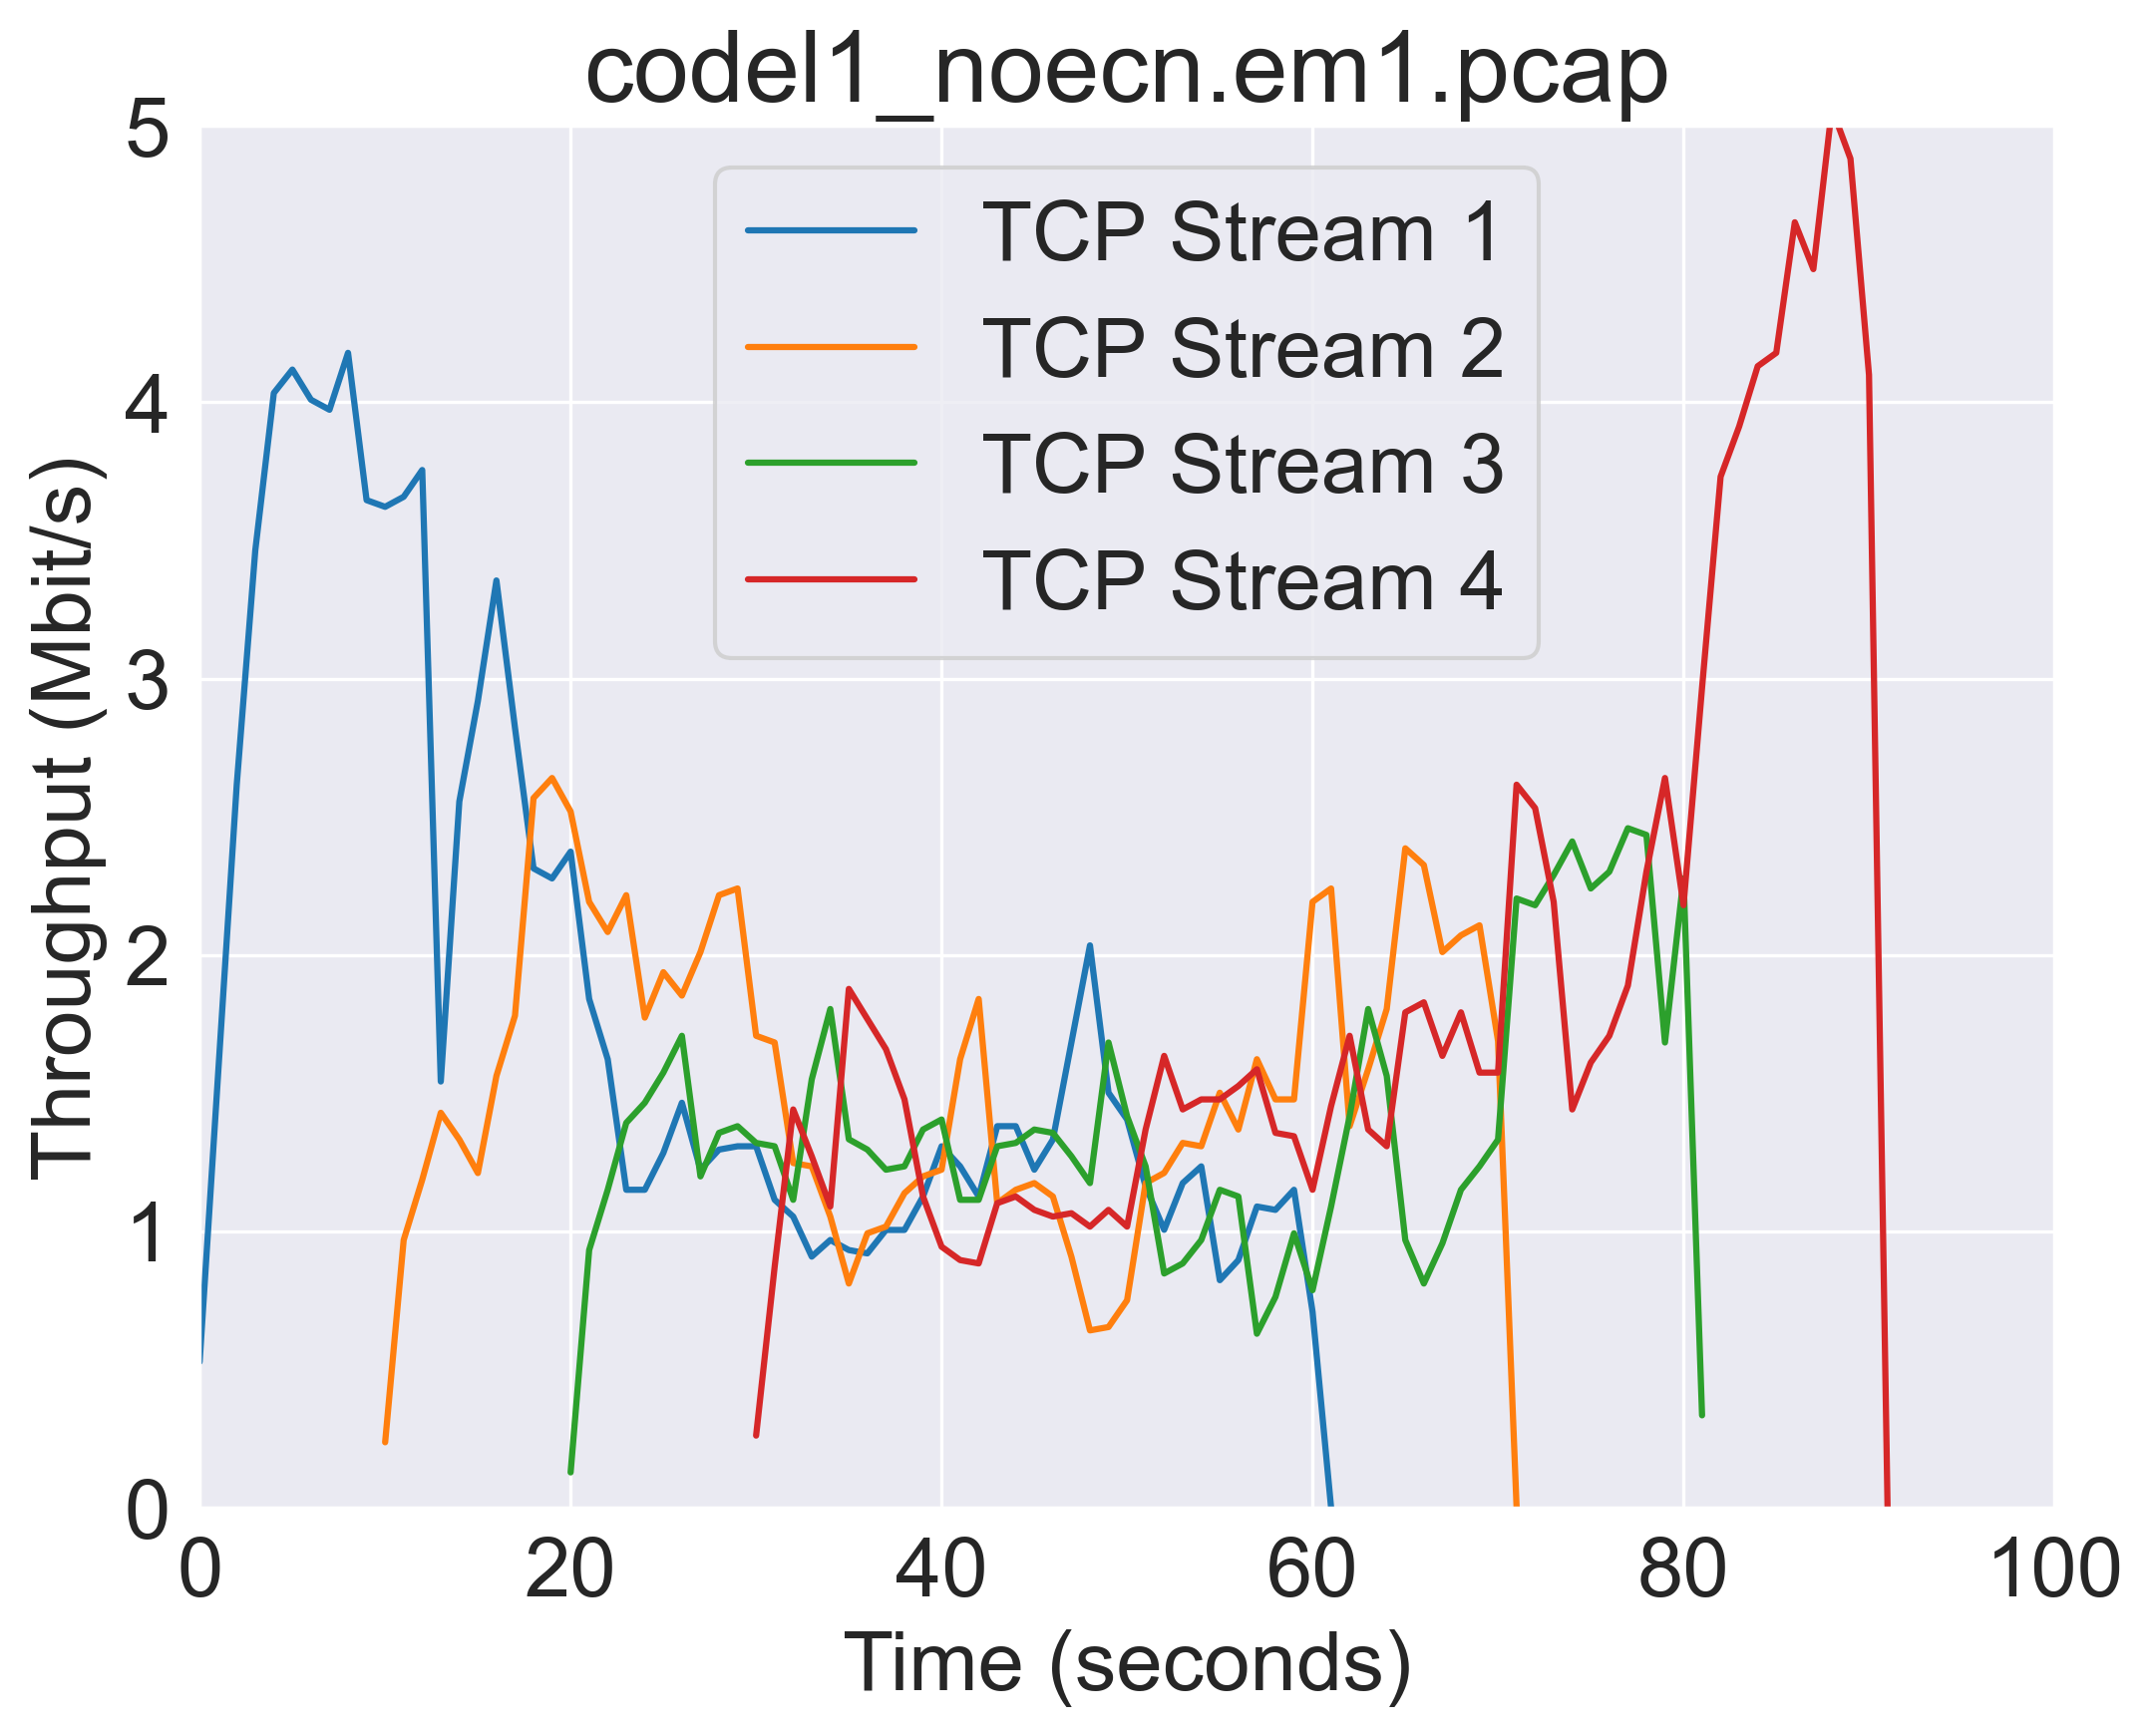 codel1_noecn.em1.pcap
5
4
3
2
1
0
Throughput (Mbit/s)
TCP Stream 1
TCP Stream 2
TCP Stream 3
TCP Stream 4
0 20 40 60 80 100
Time (seconds)